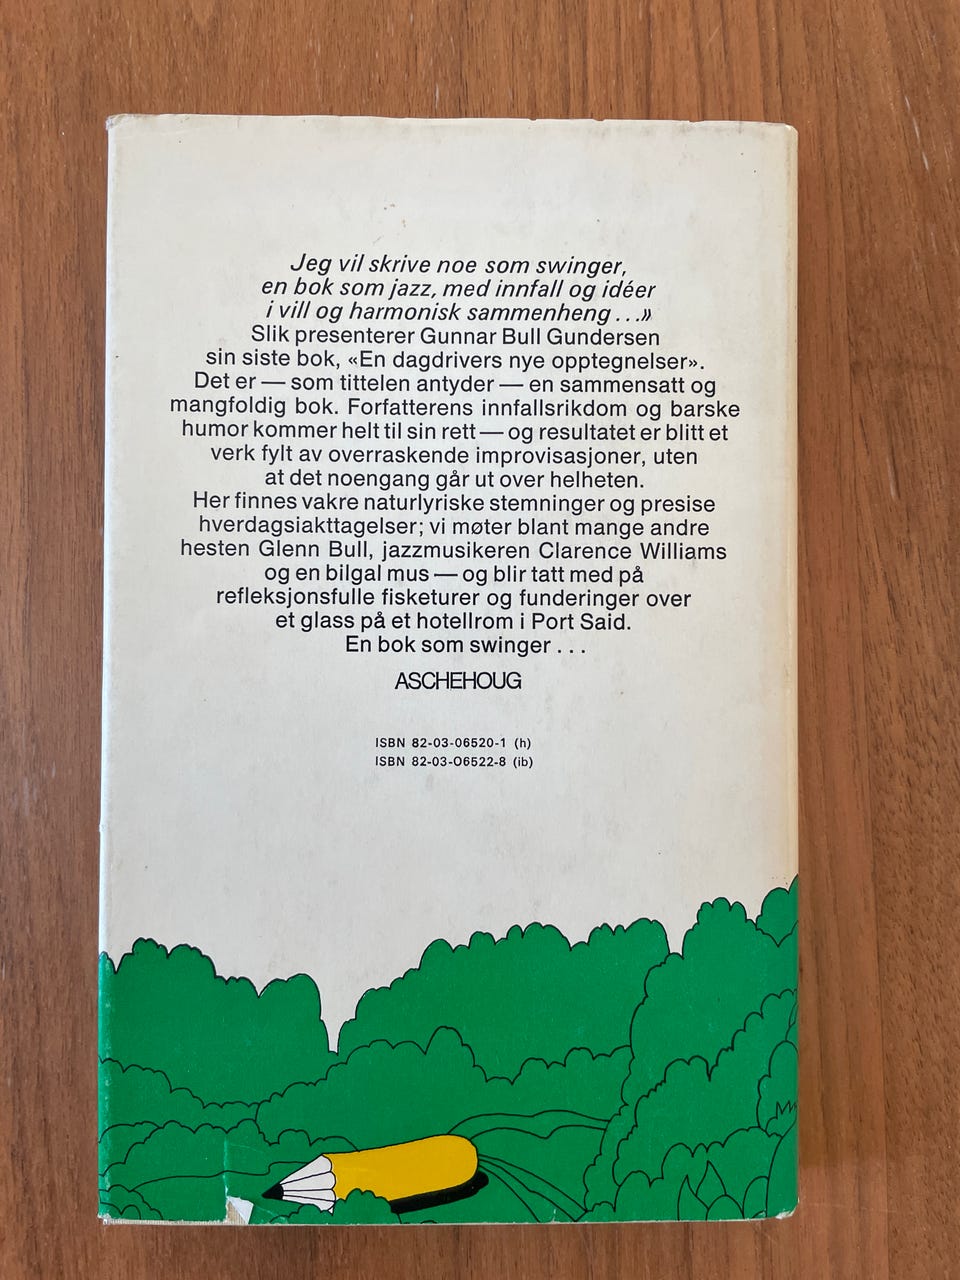 Jeg vil skrive noe som swinger,
en bok som jazz, med innfall og idéer
i vill og harmonisk sammenheng . . .»
Slik presenterer Gunnar Bull Gundersen
sin siste bok, «En dagdrivers nye opptegnelser».
Det er — som tittelen antyder — en sammensatt og
mangfoldig bok. Forfatterens innfallsrikdom og barske
humor kommer helt til sin rett — og resultatet er blitt et
verk fylt av overraskende improvisasjoner, uten
at det noengang går ut over helheten.
Her finnes vakre naturlyriske stemninger og presise
hverdagsiakttagelser; vi møter blant mange andre
hesten Glenn Bull, jazzmusikeren Clarence Williams
og en bilgal mus — og blir tatt med på
refleksjonsfulle fisketurer og funderinger over
et glass på et hotellrom i Port Said.
En bok som swinger . . .
ASCHEHOUG
ISBN 82-03-06520-1 (h)
ISBN 82-03-06522-8 (ib)